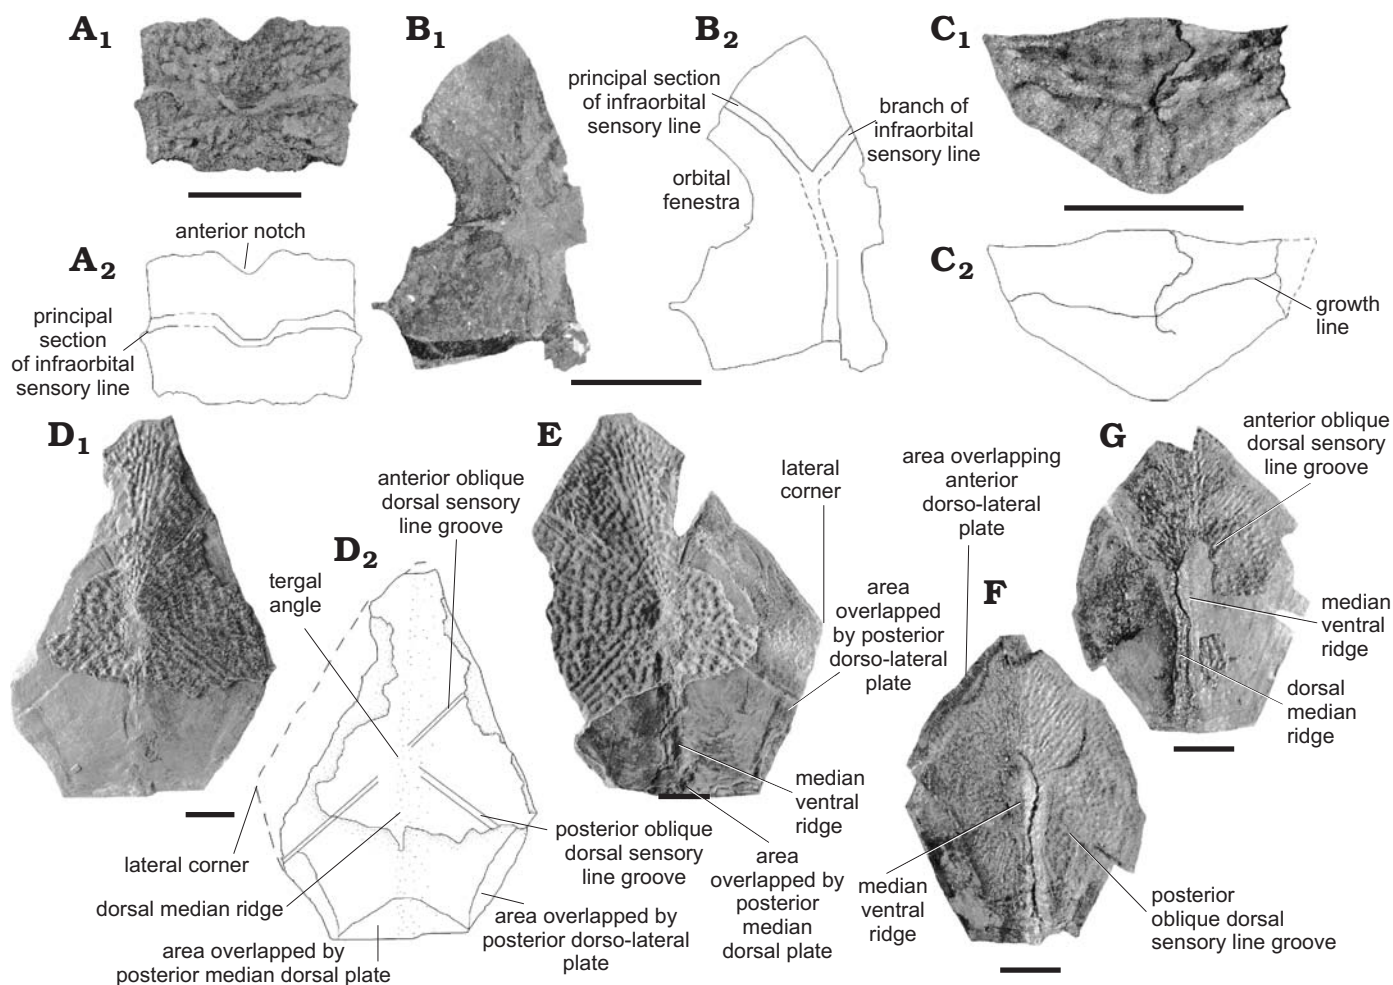 A1
B1
B2
C1
principal section
of infraorbital
sensory line
branch of
infraorbital
sensory line
orbital
fenestra
anterior notch
A2
C2
principal
section
of infraorbital
sensory line
growth
line
D1
E
G
anterior oblique
dorsal sensory
line groove
anterior oblique
dorsal sensory
line groove
lateral
corner
area overlapping
anterior
dorso-lateral
plate
D2
tergal
angle
area
overlapped
by posterior
dorso-lateral
plate
F
median
ventral
ridge
dorsal
median
ridge
median
ventral
ridge
lateral corner
posterior oblique
dorsal sensory
line groove
area
overlapped by
posterior
median
dorsal plate
median
ventral
ridge
posterior
oblique dorsal
sensory line groove
dorsal median ridge
area overlapped by
posterior median dorsal plate
area overlapped by
posterior dorso-lateral
plate